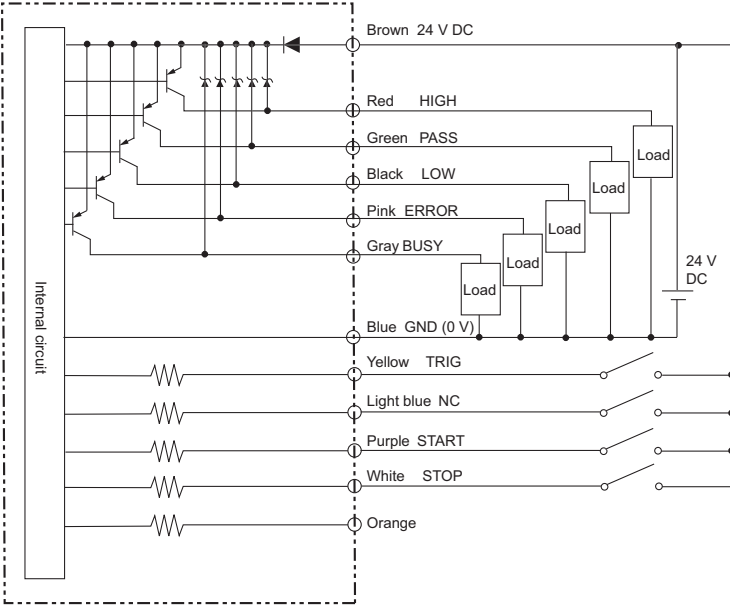 Brown 24 V DC
Red HIGH
Green PASS
Load
Black LOW
Load
Pink ERROR
Load
Gray BUSY
Load
24 V
DC
Load
Internal circuit
Blue GND (0 V)
Yellow TRIG
Light blue NC
Purple START
White STOP
Orange